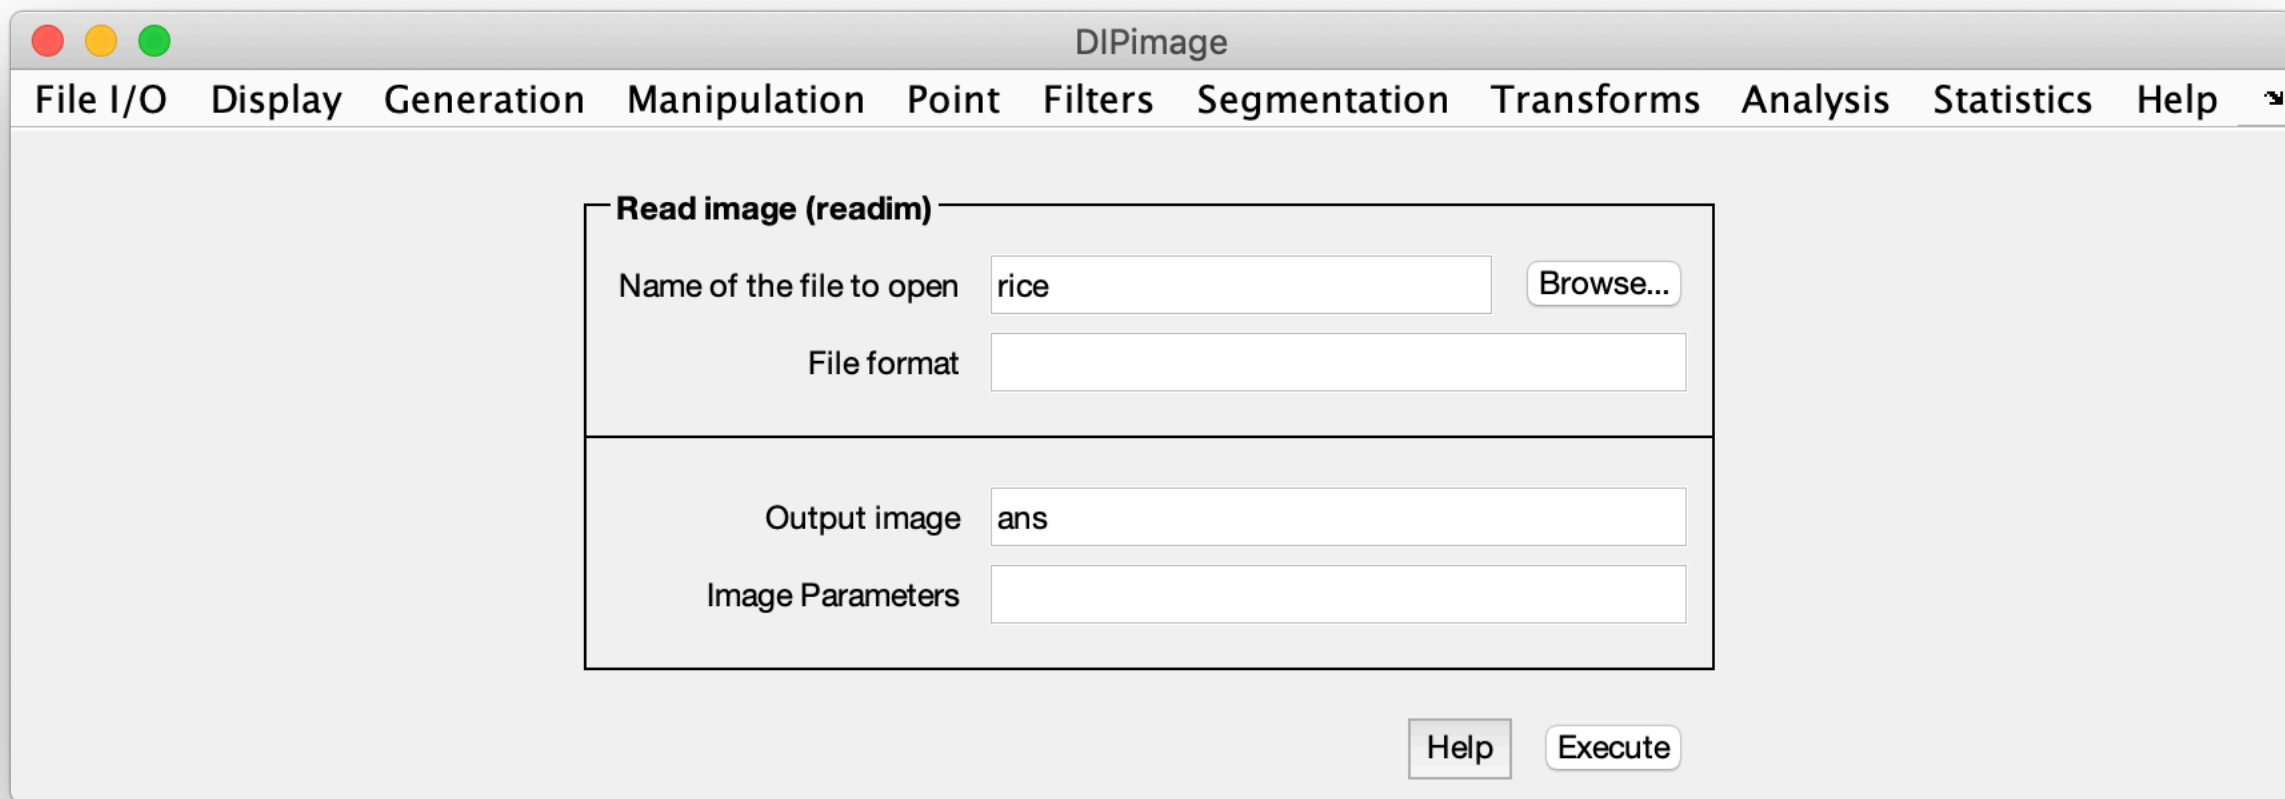 DIPimage
File I/O Display Generation Manipulation Point Filters Segmentation Transforms Analysis Statistics Help
Read image (readim)
Name of the file to open rice Browse...
File format
Output image ans
Image Parameters
Help Execute